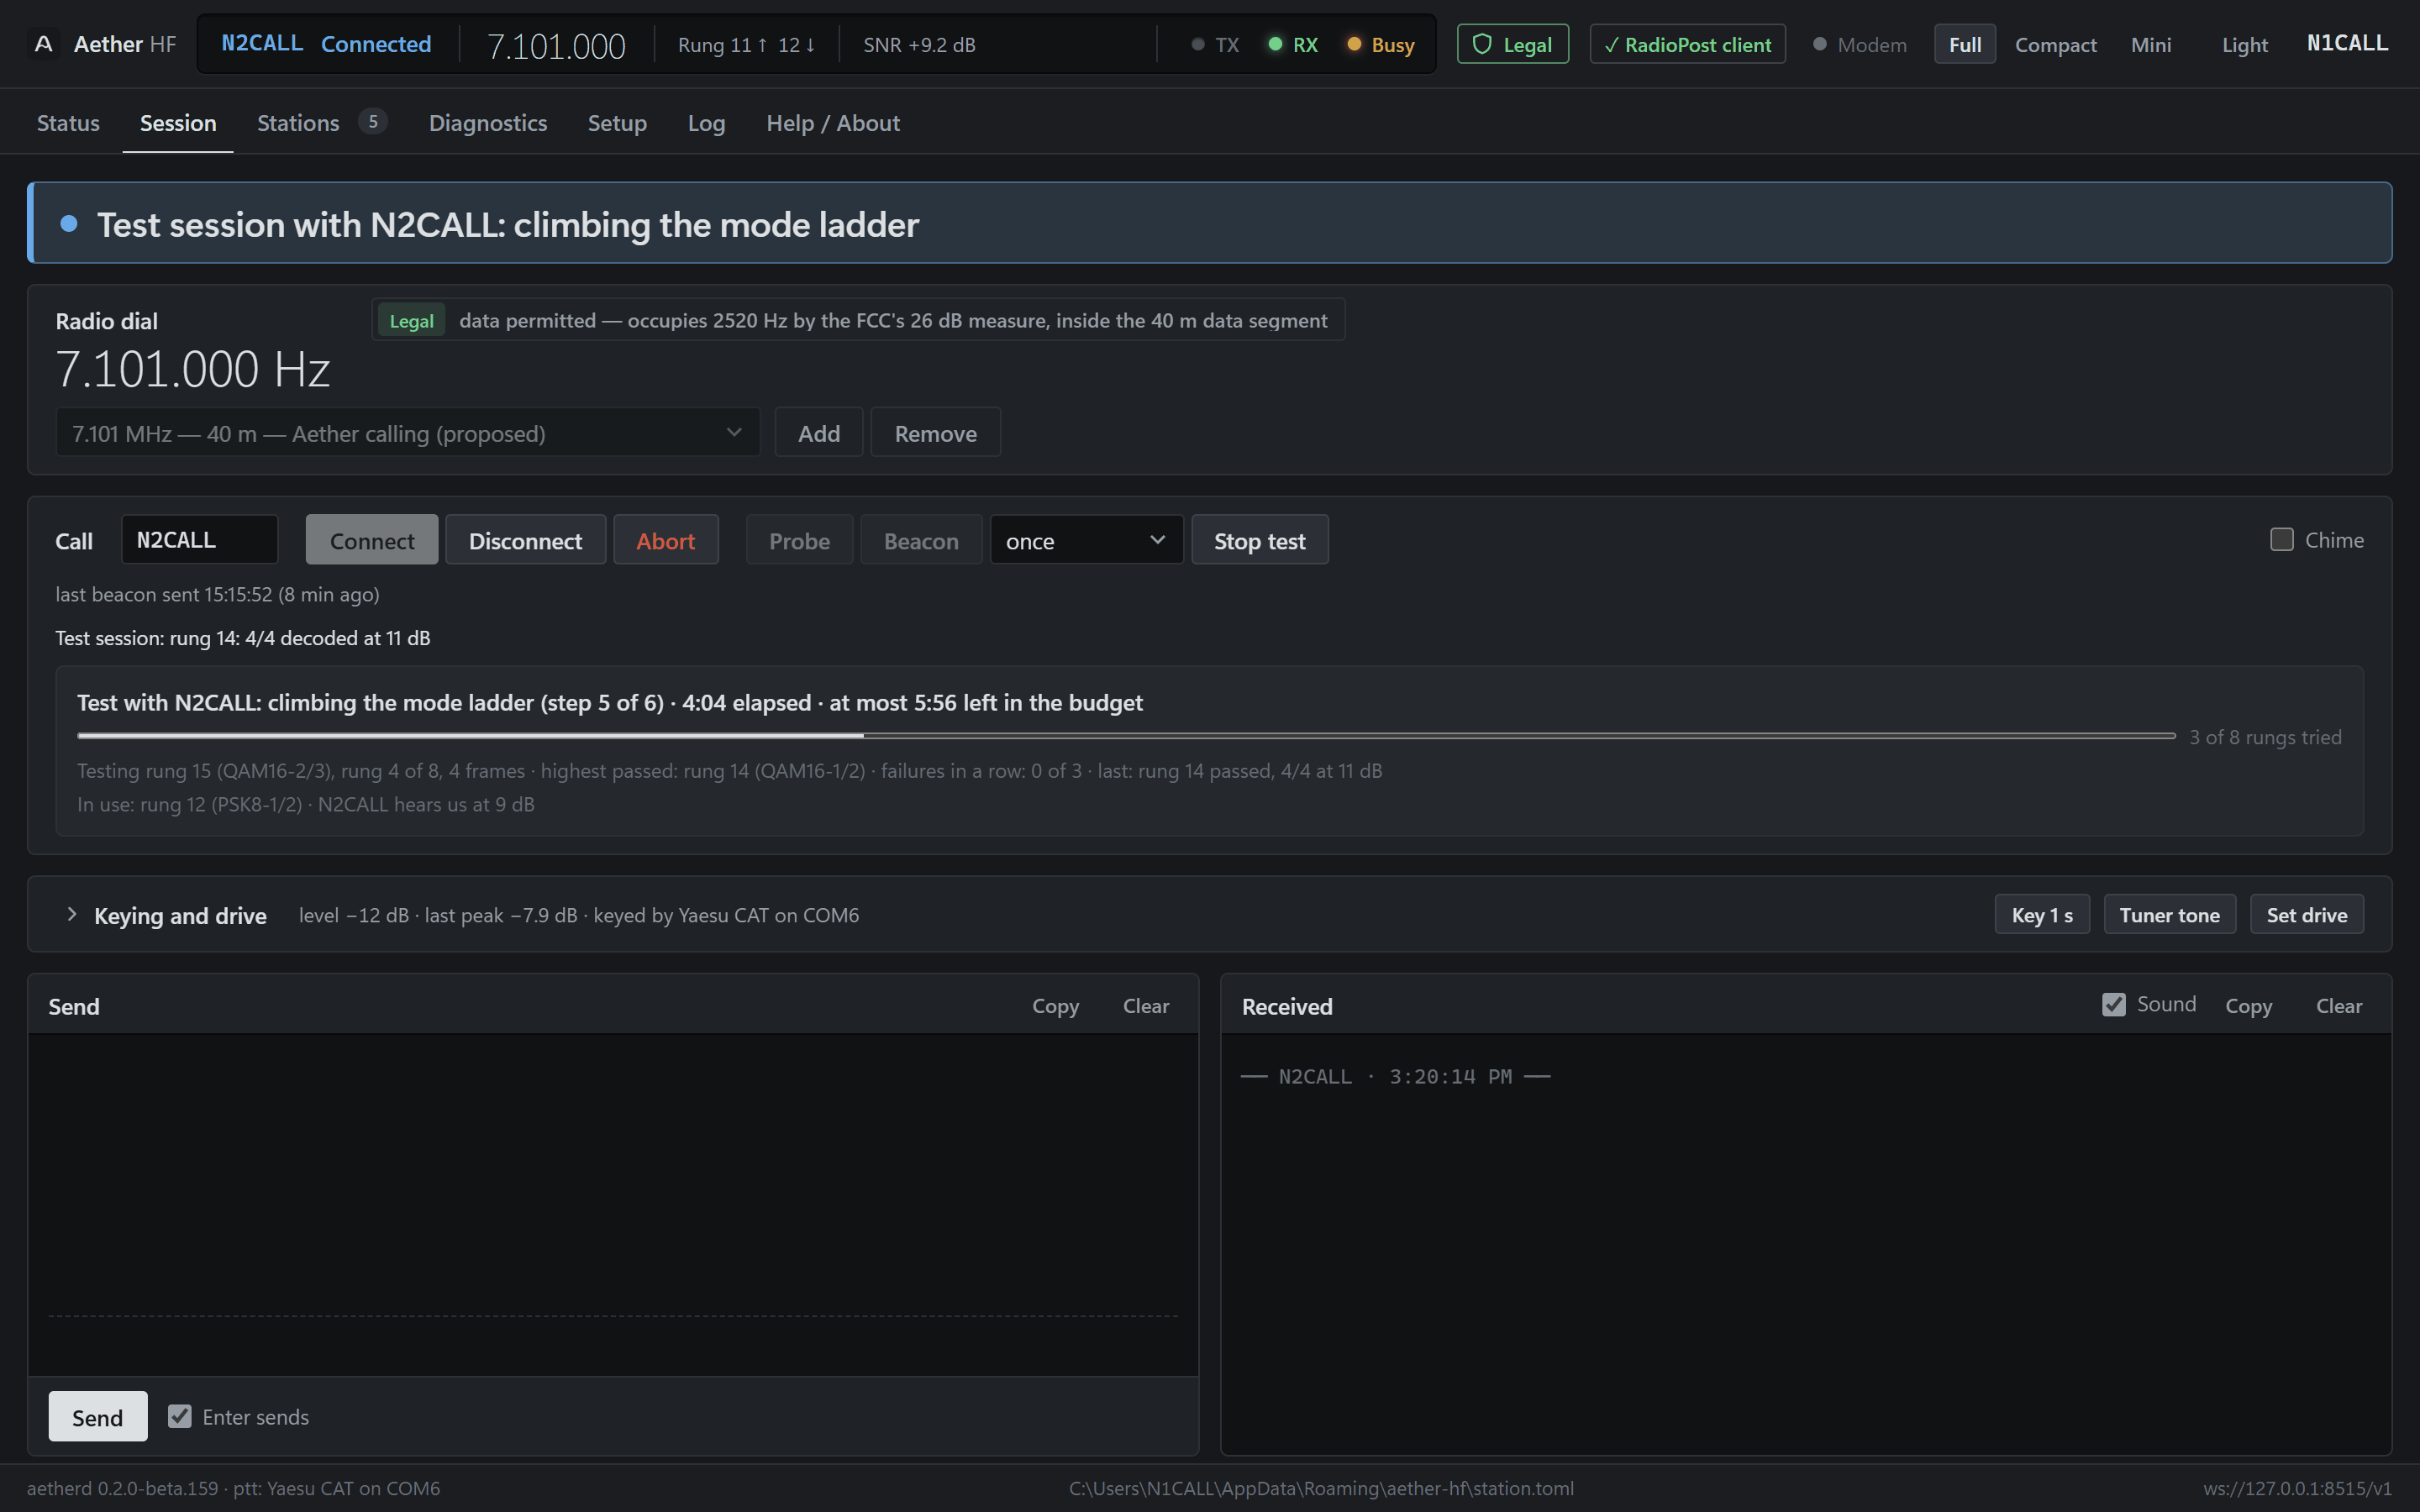 Aether HF N2CALL Connected 7.101.000 Rung 11 ↑ 12 ↓ SNR +9.2 dB TX RX Busy Legal ✓ RadioPost client Modem Full Compact Mini Light N1CALL
Status Session Stations 5 Diagnostics Setup Log Help / About
Test session with N2CALL: climbing the mode ladder
Radio dial
Legal data permitted — occupies 2520 Hz by the FCC's 26 dB measure, inside the 40 m data segment
7.101.000 Hz
7.101 MHz — 40 m — Aether calling (proposed) Add Remove
Call N2CALL Connect Disconnect Abort Probe Beacon once Stop test Chime
last beacon sent 15:15:52 (8 min ago)
Test session: rung 14: 4/4 decoded at 11 dB
Test with N2CALL: climbing the mode ladder (step 5 of 6) · 4:04 elapsed · at most 5:56 left in the budget
3 of 8 rungs tried
Testing rung 15 (QAM16-2/3), rung 4 of 8, 4 frames · highest passed: rung 14 (QAM16-1/2) · failures in a row: 0 of 3 · last: rung 14 passed, 4/4 at 11 dB
In use: rung 12 (PSK8-1/2) · N2CALL hears us at 9 dB
Keying and drive level −12 dB · last peak −7.9 dB · keyed by Yaesu CAT on COM6 Key 1 s Tuner tone Set drive
Send Copy Clear
Received Sound Copy Clear
— N2CALL · 3:20:14 PM —
Send Enter sends
aetherd 0.2.0-beta.159 · ptt: Yaesu CAT on COM6 C:\Users\N1CALL\AppData\Roaming\aether-hf\station.toml ws://127.0.0.1:8515/v1